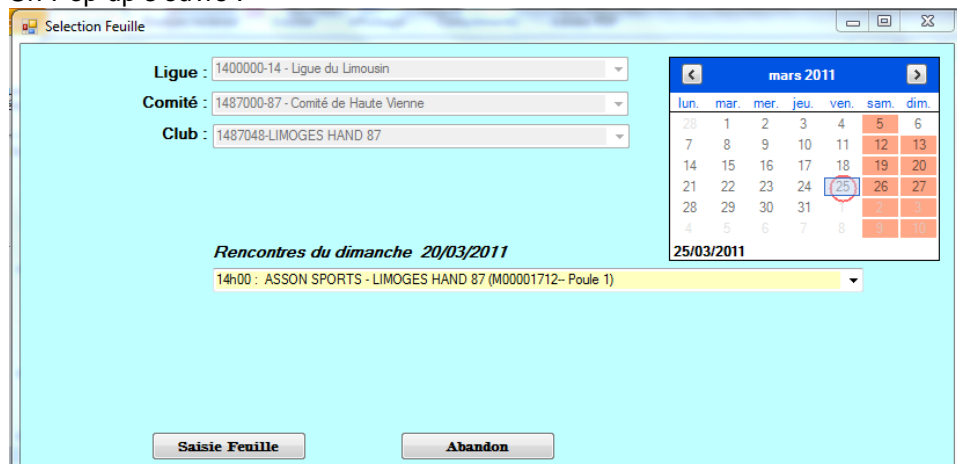 Selection Feuille
Ligue : 1400000-14 - Ligue du Limousin
Comité : 1487000-87 - Comité de Haute Vienne
Club : 1487048-LIMOGES HAND 87
mars 2011
lun. mar. mer. jeu. ven. sam. dim.
28 1 2 3 4 5 6
7 8 9 10 11 12 13
14 15 16 17 18 19 20
21 22 23 24 25 26 27
28 29 30 31 1 2 3
4 5 6 7 8 9 10
25/03/2011
Rencontres du dimanche 20/03/2011
14h00 : ASSON SPORTS - LIMOGES HAND 87 (M00001712-- Poule 1)
Saisie Feuille Abandon